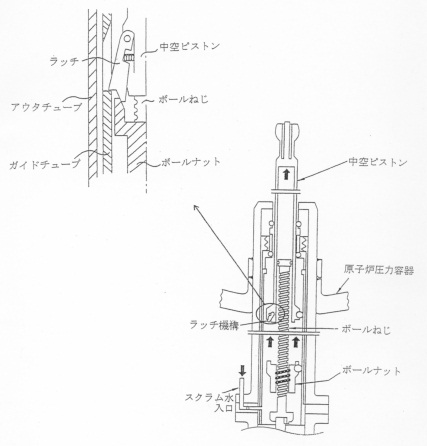 中空ピストン
ラッチ
ボールねじ
アウタチューブ
ガイドチューブ
ボールナット
中空ピストン
原子炉圧力容器
ラッチ機構
ボールねじ
ボールナット
スクラム水
入口